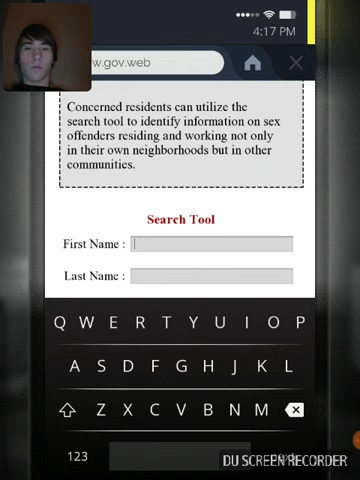 4:17 PM
w.gov.web
Concerned residents can utilize the
search tool to identify information on sex
offenders residing and working not only
in their own neighborhoods but in other
communities.
Search Tool
First Name :
Last Name :
Q W E R T Y U I O P
A S D F G H J K L
Z X C V B N M
123
DU SCREEN RECORDER